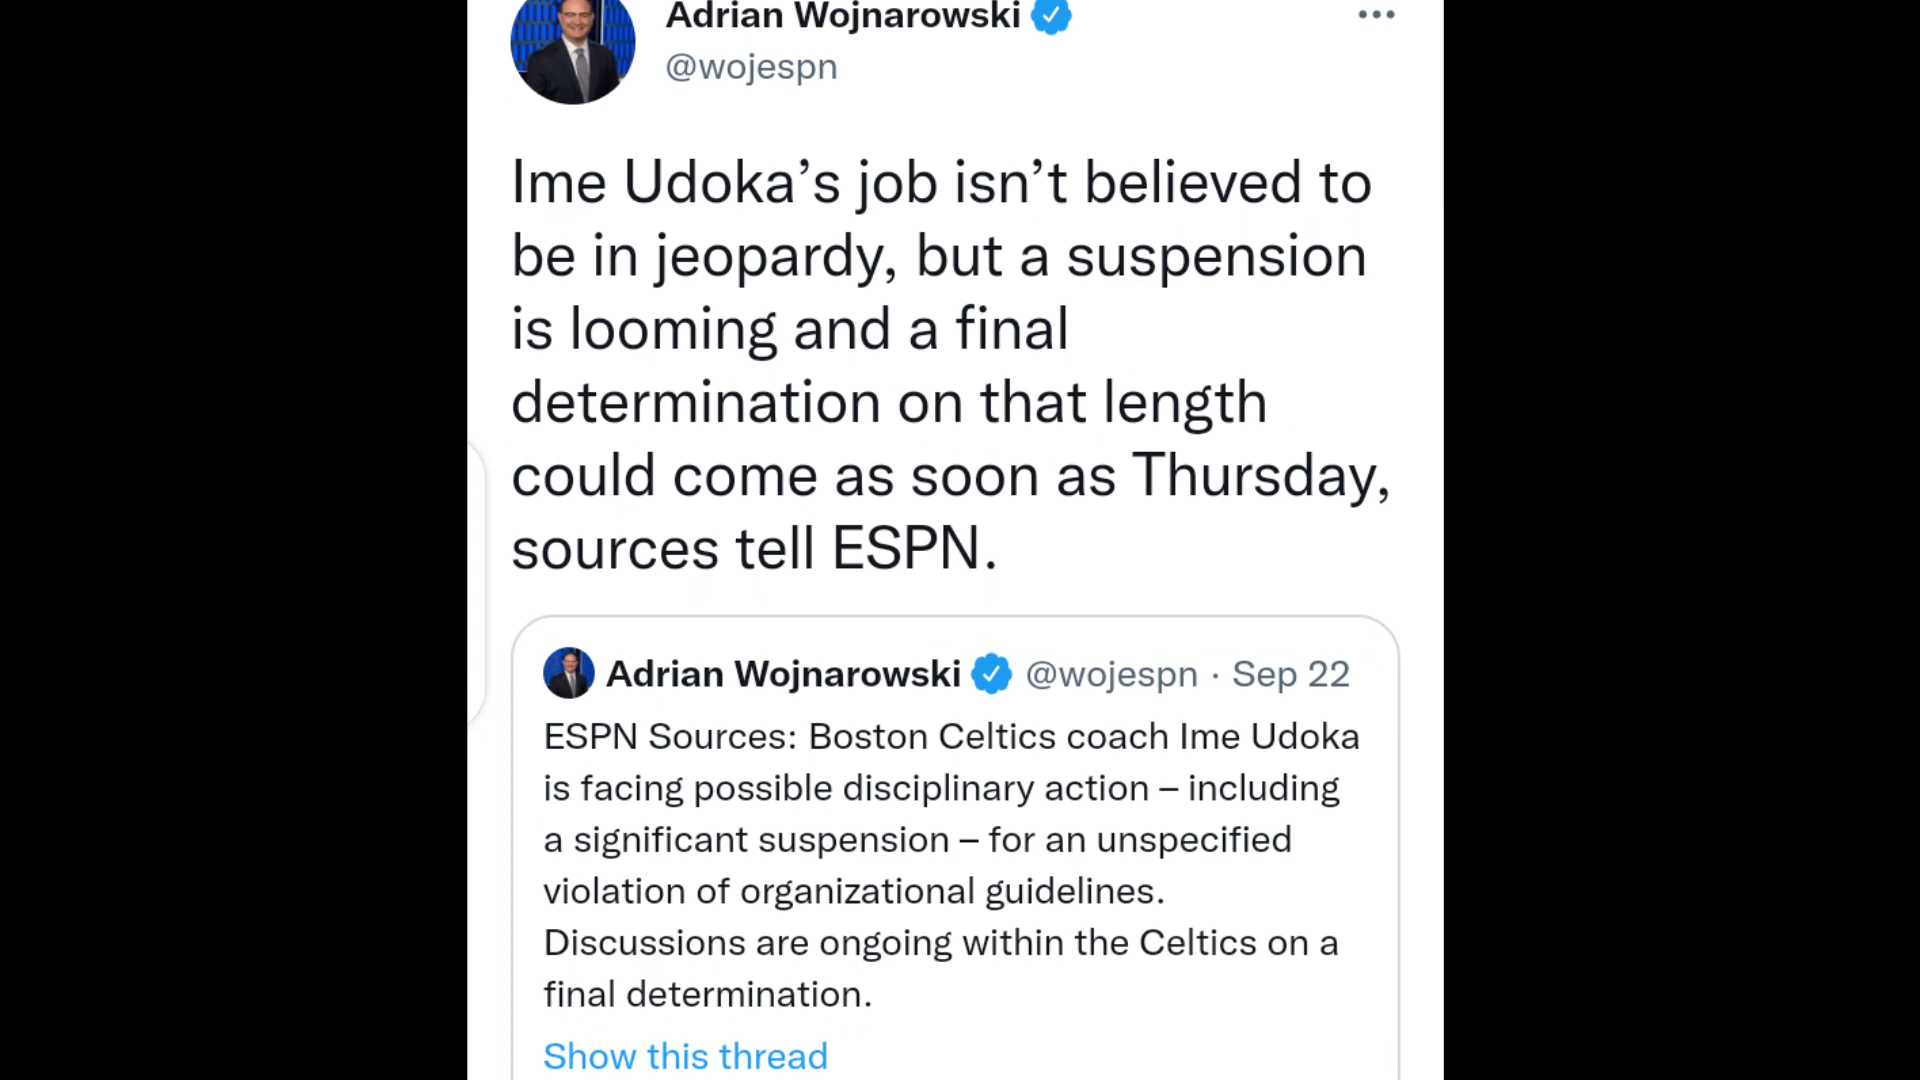 Adrian Wojnarowski
@wojespn
Ime Udoka’s job isn’t believed to
be in jeopardy, but a suspension
is looming and a final
determination on that length
could come as soon as Thursday,
sources tell ESPN.
Adrian Wojnarowski @wojespn · Sep 22
ESPN Sources: Boston Celtics coach Ime Udoka
is facing possible disciplinary action – including
a significant suspension – for an unspecified
violation of organizational guidelines.
Discussions are ongoing within the Celtics on a
final determination.
Show this thread